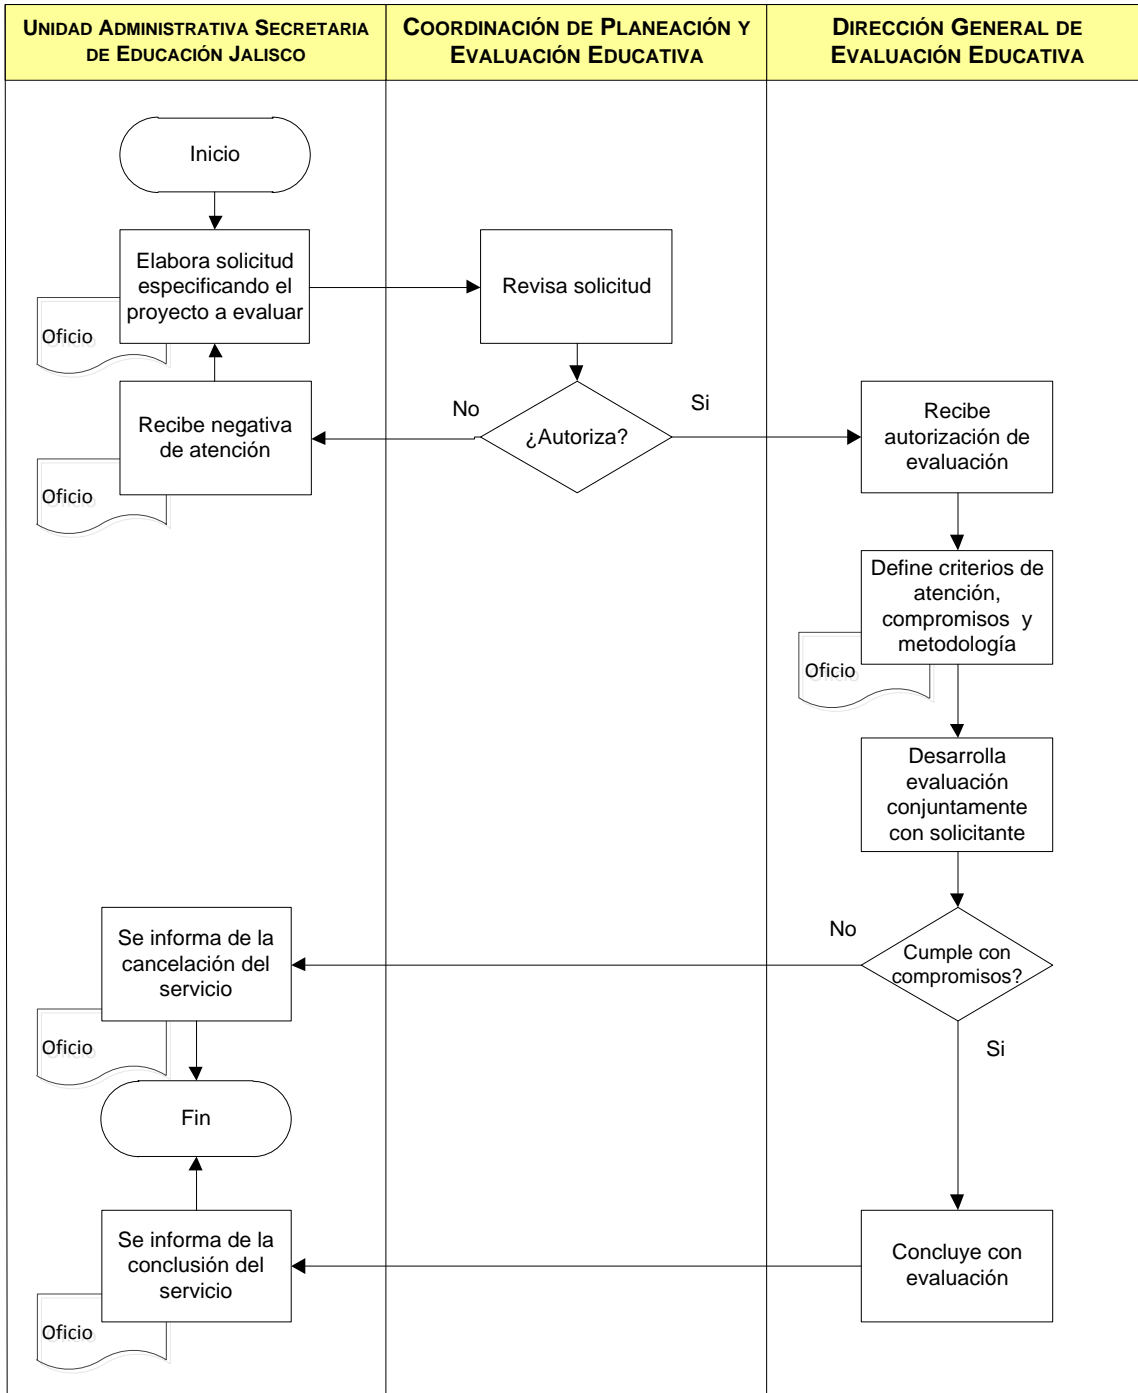 UNIDAD ADMINISTRATIVA SECRETARIA
DE EDUCACIÓN JALISCO
COORDINACIÓN DE PLANEACIÓN Y
EVALUACIÓN EDUCATIVA
DIRECCIÓN GENERAL DE
EVALUACIÓN EDUCATIVA
Inicio
Elabora solicitud
especificando el
proyecto a evaluar
Oficio
Revisa solicitud
No
¿Autoriza?
Si
Recibe negativa
de atención
Oficio
Recibe
autorización de
evaluación
Define criterios de
atención,
compromisos y
metodología
Oficio
Desarrolla
evaluación
conjuntamente
con solicitante
No
Cumple con
compromisos?
Si
Se informa de la
cancelación del
servicio
Oficio
Fin
Se informa de la
conclusión del
servicio
Oficio
Concluye con
evaluación